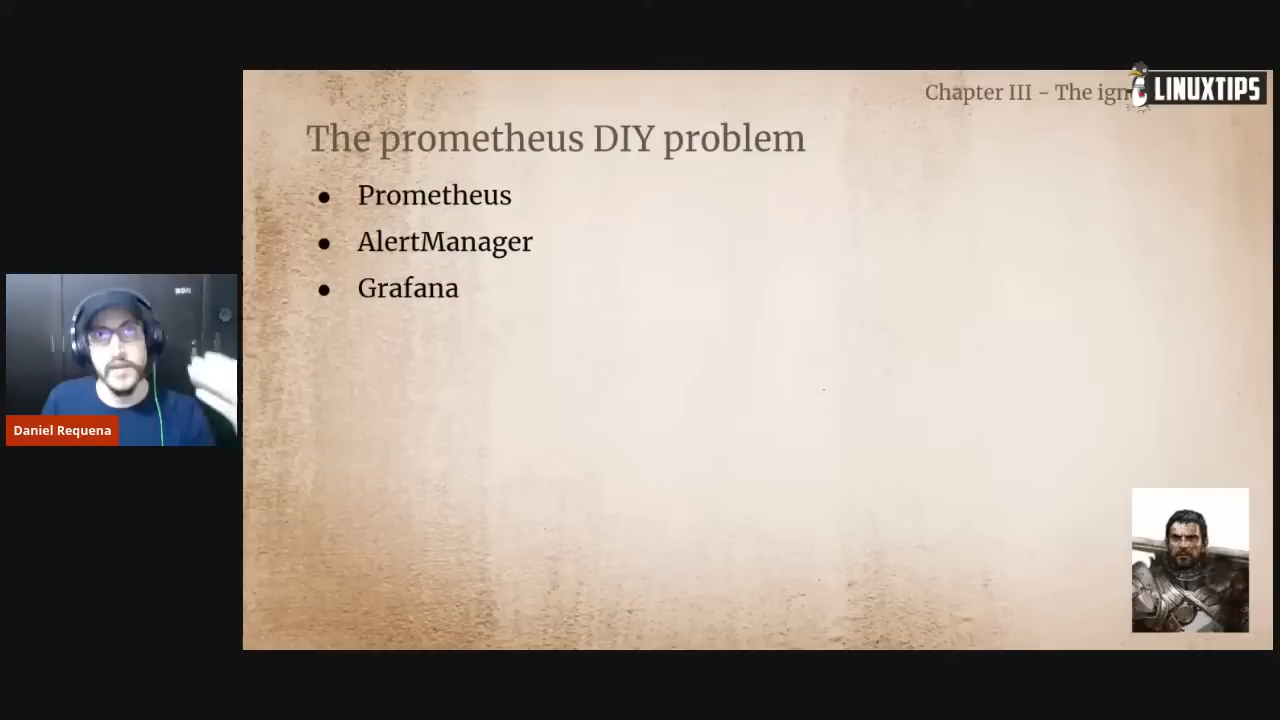 Chapter III - The ign
LINUXTIPS
The prometheus DIY problem
● Prometheus
● AlertManager
● Grafana
Daniel Requena